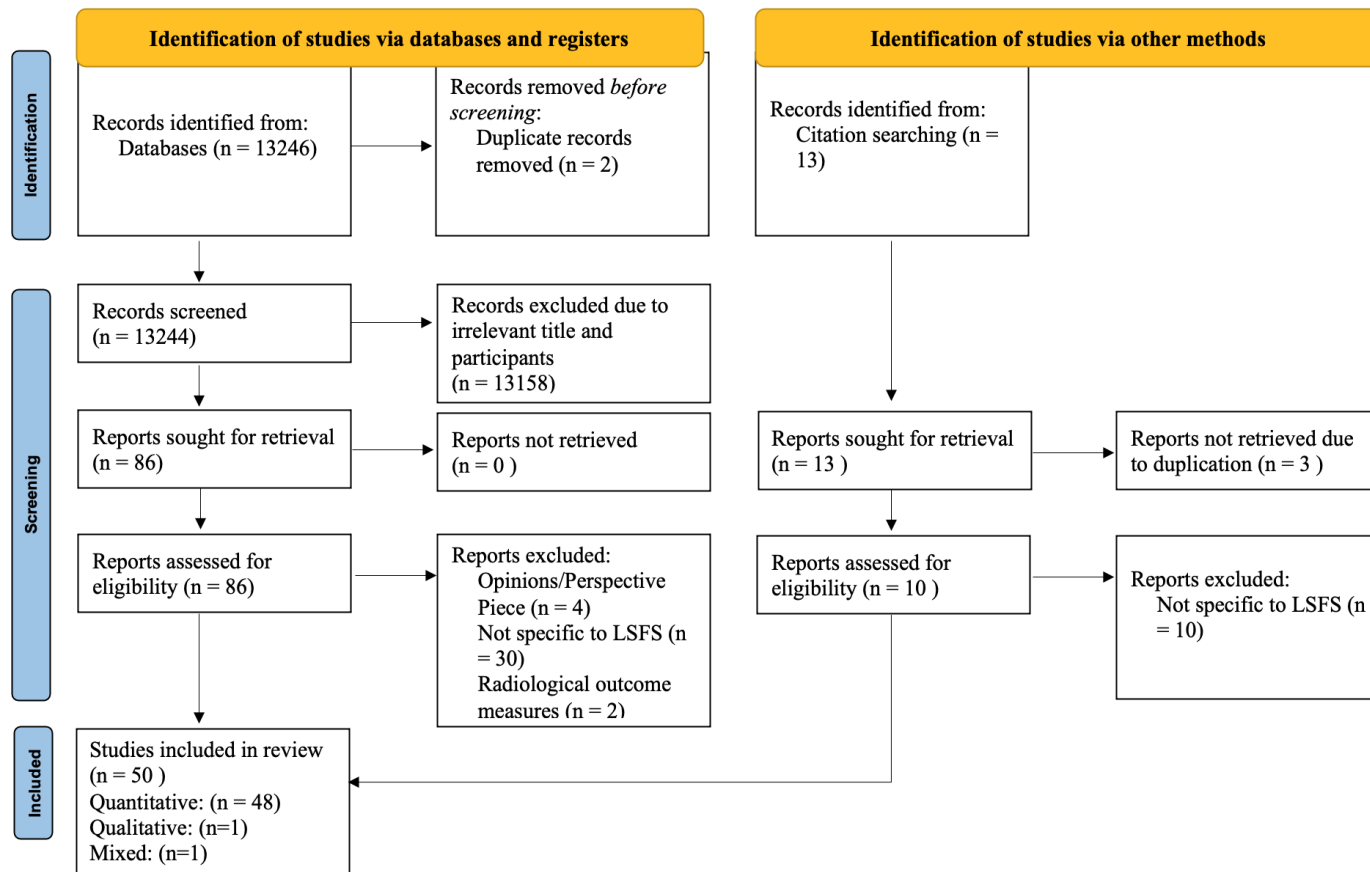 Identification of studies via databases and registers
Identification of studies via other methods
Identification
Records identified from:
Databases (n = 13246)
Records removed before
screening:
Duplicate records
removed (n = 2)
Records identified from:
Citation searching (n =
13)
Screening
Records screened
(n = 13244)
Records excluded due to
irrelevant title and
participants
(n = 13158)
Reports sought for retrieval
(n = 86)
Reports not retrieved
(n = 0 )
Reports sought for retrieval
(n = 13 )
Reports not retrieved due
to duplication (n = 3 )
Reports assessed for
eligibility (n = 86)
Reports excluded:
Opinions/Perspective
Piece (n = 4)
Not specific to LSFS (n
= 30)
Radiological outcome
measures (n = 2)
Reports assessed for
eligibility (n = 10 )
Reports excluded:
Not specific to LSFS (n
= 10)
Included
Studies included in review
(n = 50 )
Quantitative: (n = 48)
Qualitative: (n=1)
Mixed: (n=1)